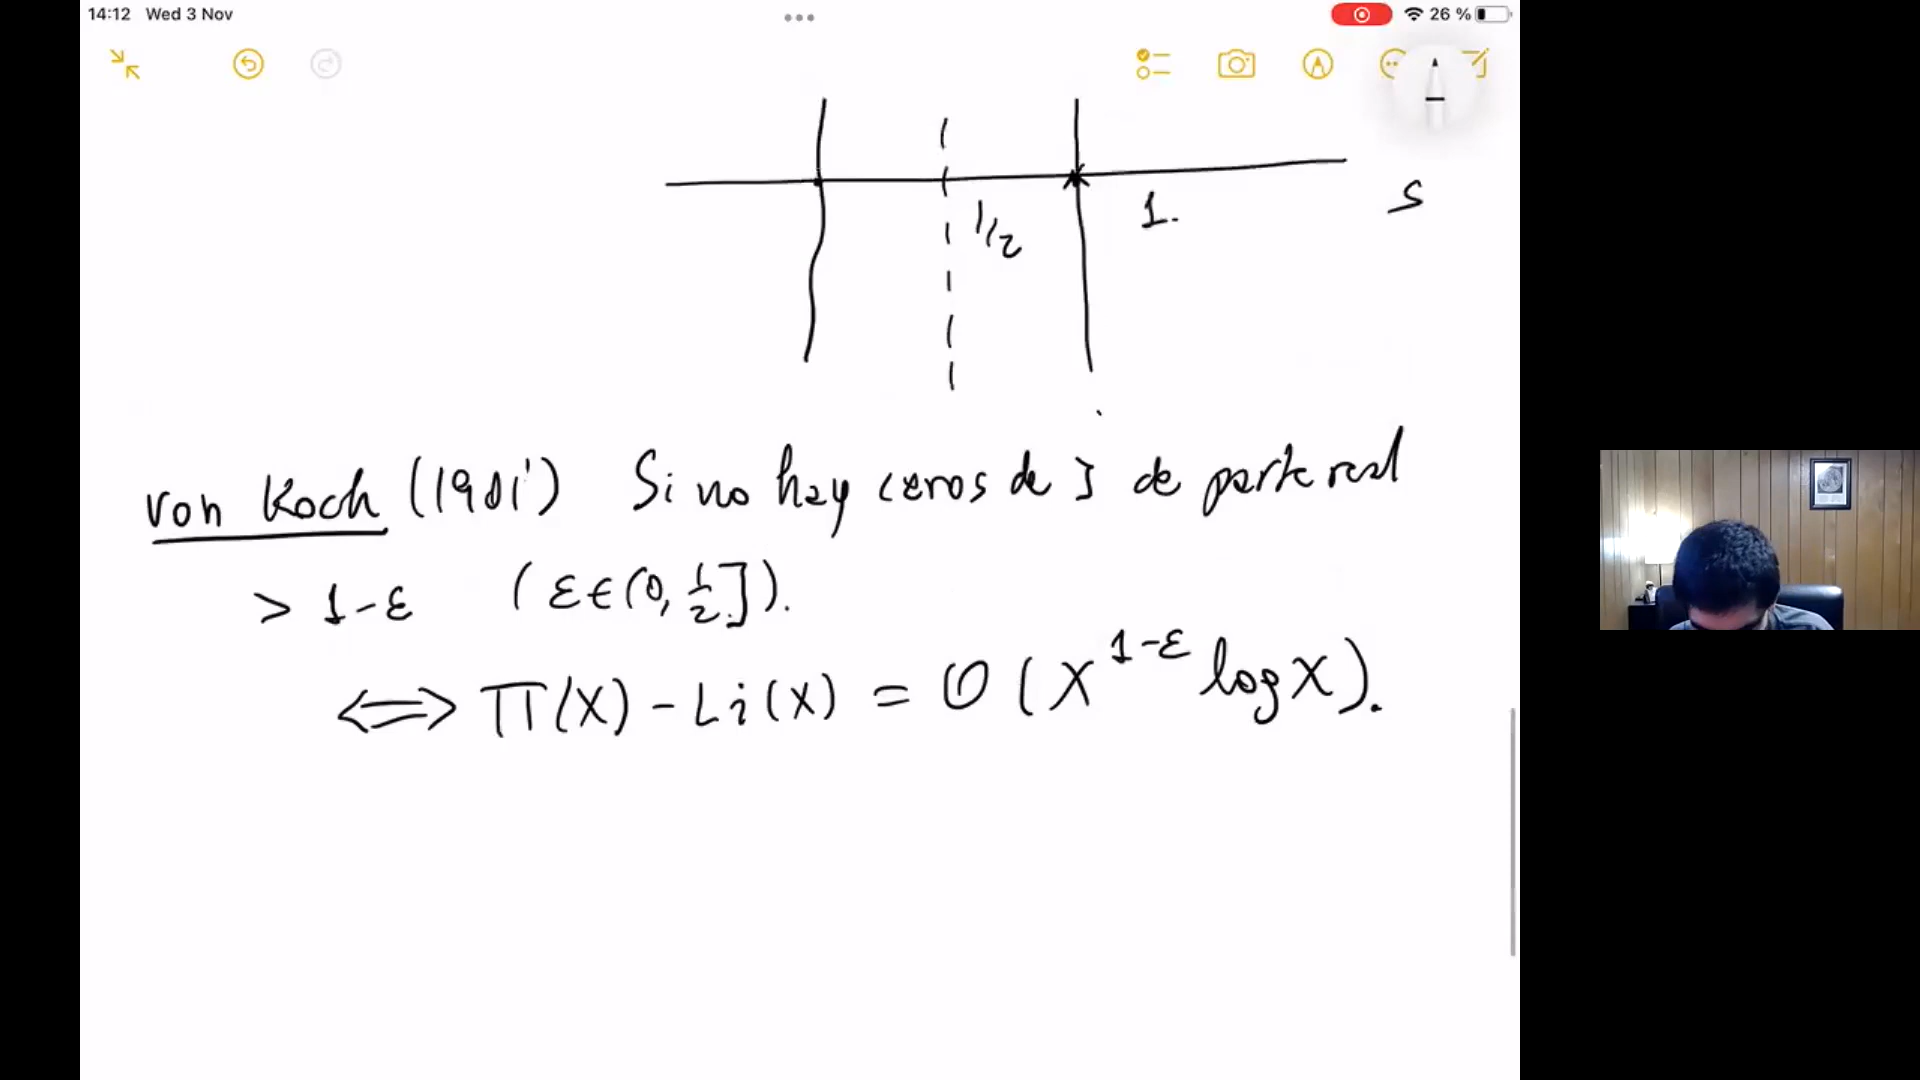 14:12 Wed 3 Nov
26 %
1/2
1.
S
von Koch (1901) Si no hay ceros de ζ de parte real
> 1-ε (ε∈(0, 1/2]).
⟺ Π(x) - Li(x) = O(x^{1-ε} log x).